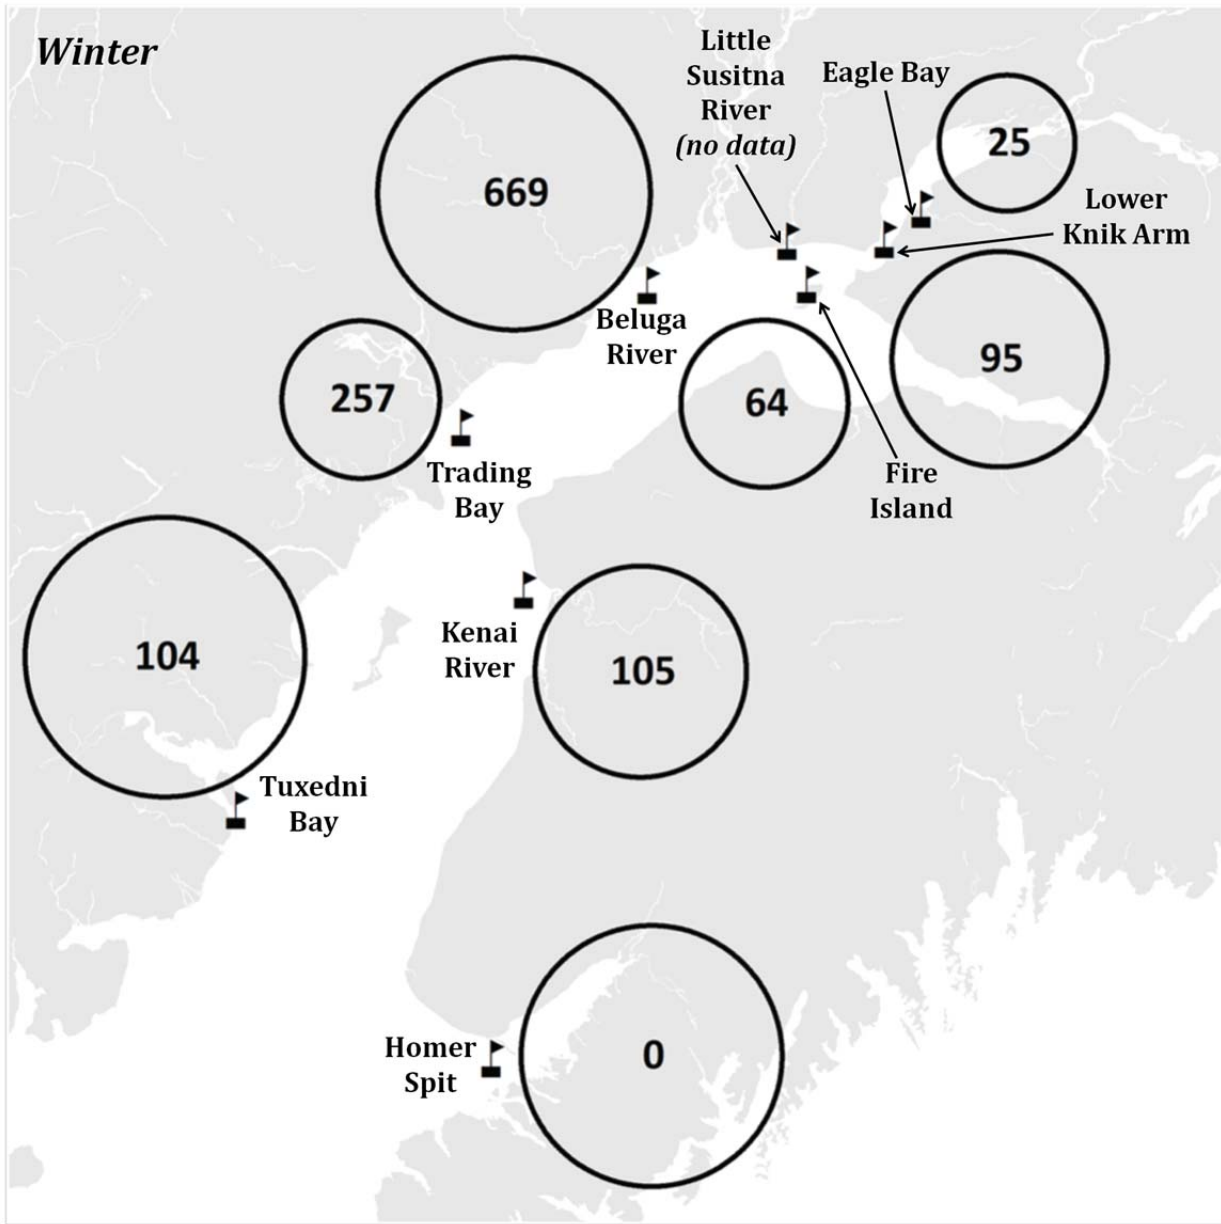 Winter
Little
Susitna
River
(no data)
Eagle Bay
25
669
Lower
Knik Arm
Beluga
River
95
257
64
Trading
Bay
Fire
Island
104
Kenai
River
105
Tuxedni
Bay
Homer
Spit
0